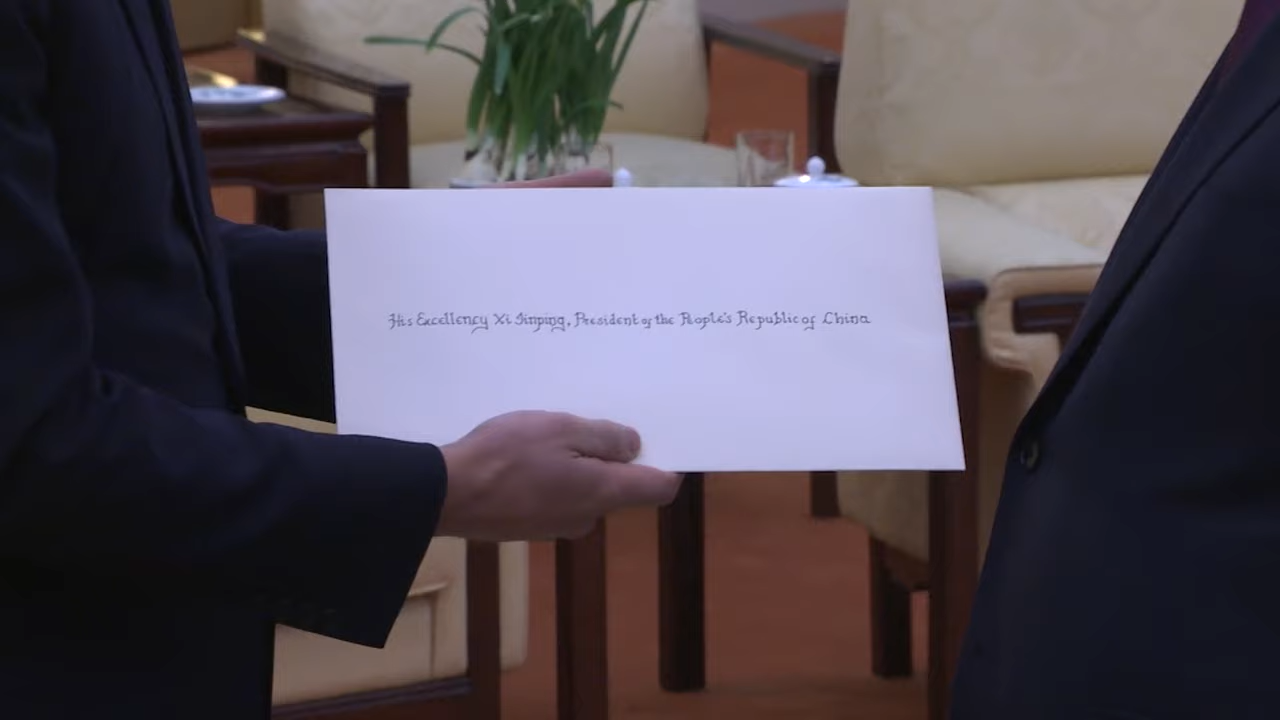 His Excellency Xi Jinping, President of the People's Republic of China